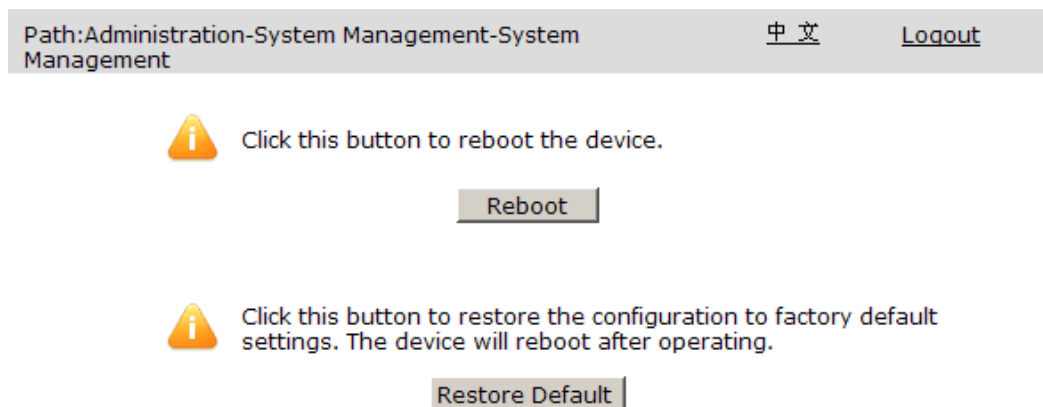 Path:Administration-System Management-System
Management
中 文
Logout
Click this button to reboot the device.
Reboot
Click this button to restore the configuration to factory default
settings. The device will reboot after operating.
Restore Default